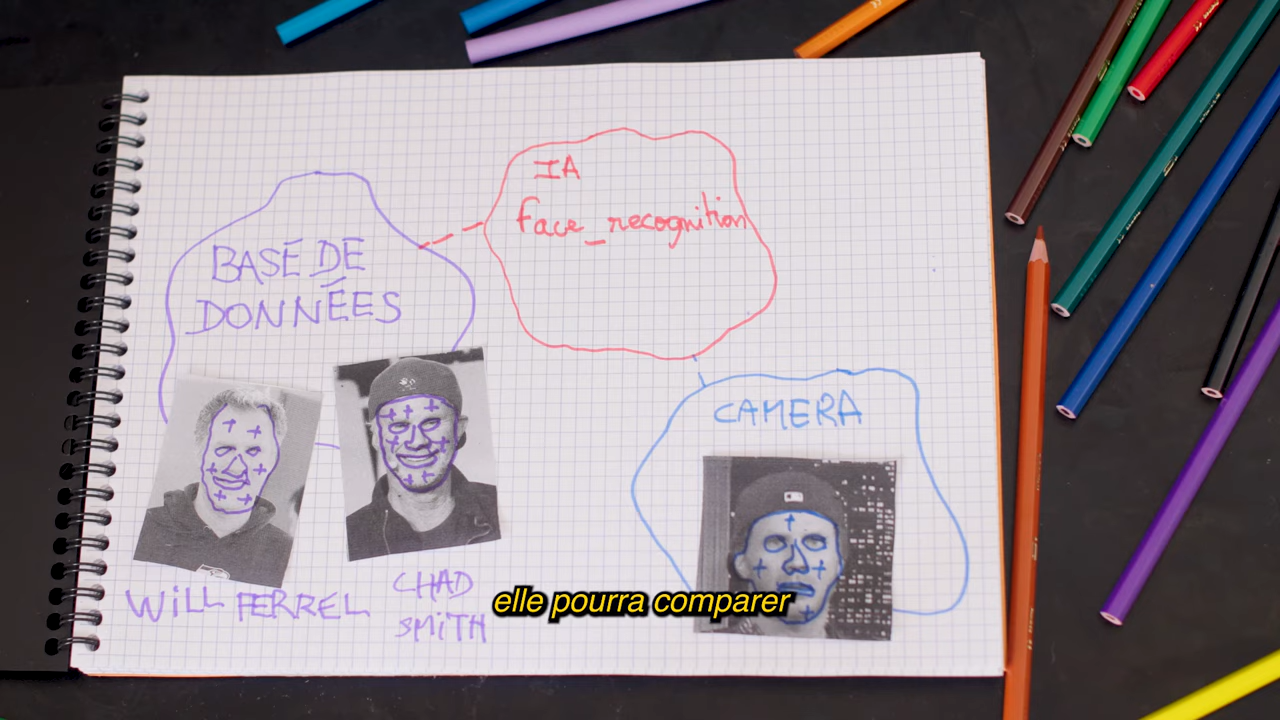 IA
face_recognition
BASE DE
DONNÉES
CAMERA
WILL FERREL
CHAD
SMITH
elle pourra comparer